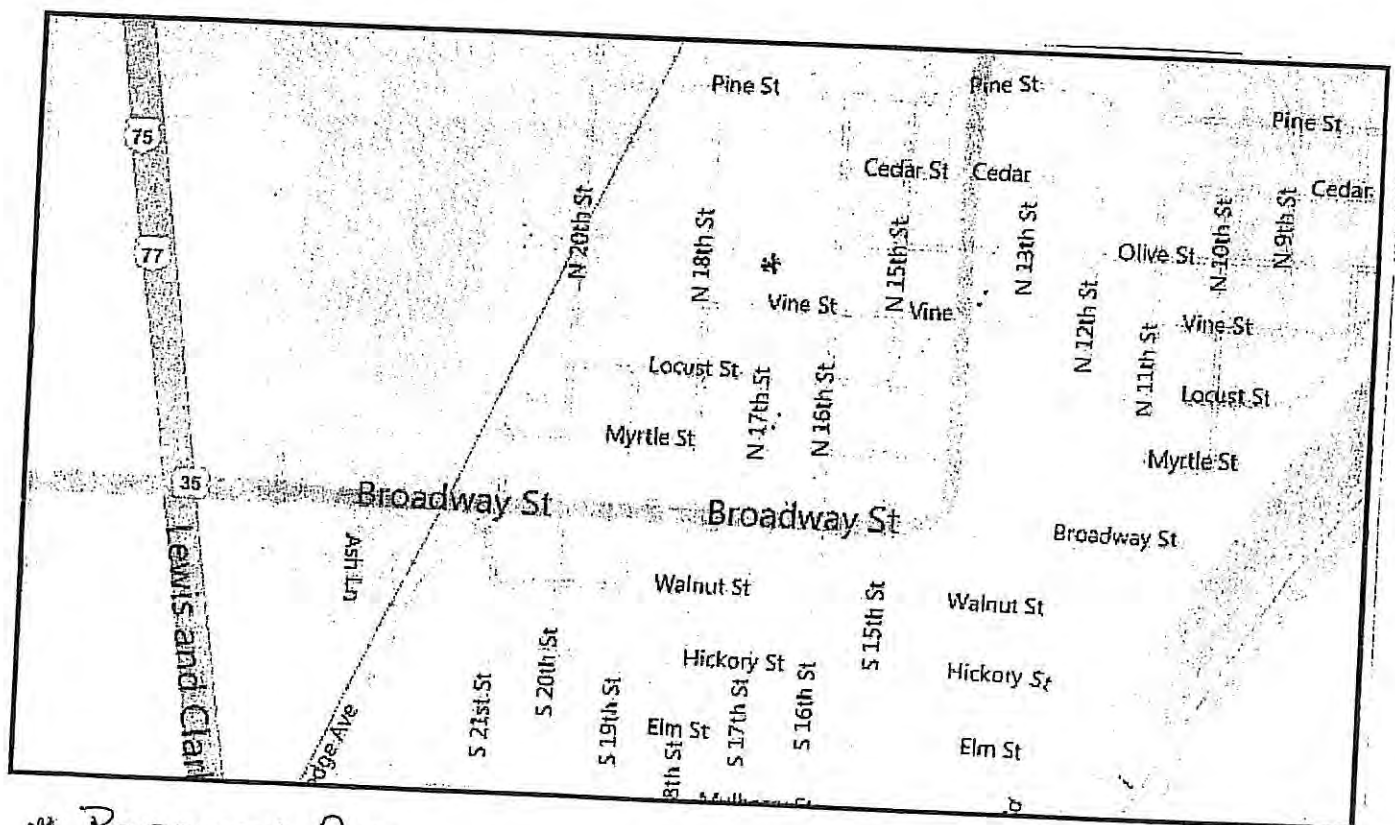 Pine St
Pine St
Pine St
75
Cedar St
Cedar
Cedar
N 20th St
N 18th St
*
N 15th St
N 13th St
N 10th St
N 9th St
77
Olive St
Vine St
Vine
N 12th St
Vine St
Locust St
N 17th St
N 16th St
N 11th St
Locust St
Myrtle St
Myrtle St
35
Broadway St
Broadway St
Broadway St
Lewis and Clark
Ash Ln
Walnut St
S 15th St
Walnut St
S 21st St
S 20th St
S 19th St
Hickory St
S 17th St
S 16th St
Hickory St
dge Ave
Elm St
8th St
Elm St